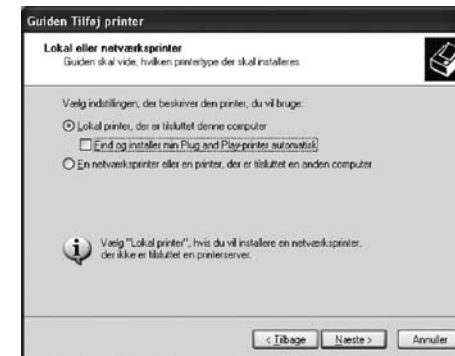 Guiden Tilføj printer
Lokal eller netværksprinter
Guiden skal vide, hvilken printertype der skal installeres.
Vælg indstillingen, der beskriver den printer, du vil bruge:
Lokal printer, der er tilsluttet denne computer
Find og installer min Plug and Play-printer automatisk
En netværksprinter eller en printer, der er tilsluttet en anden computer
Vælg "Lokal printer", hvis du vil installere en netværksprinter,
der ikke er tilsluttet en printerserver.
< Tilbage
Næste >
Annuller